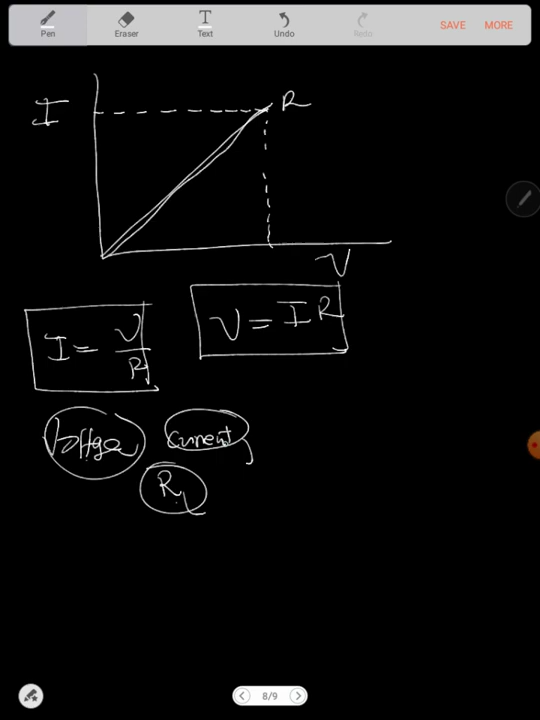 Pen Eraser Text Undo Redo SAVE MORE
I R
V
I = V/R V = IR
Voltage Current
R
8/9